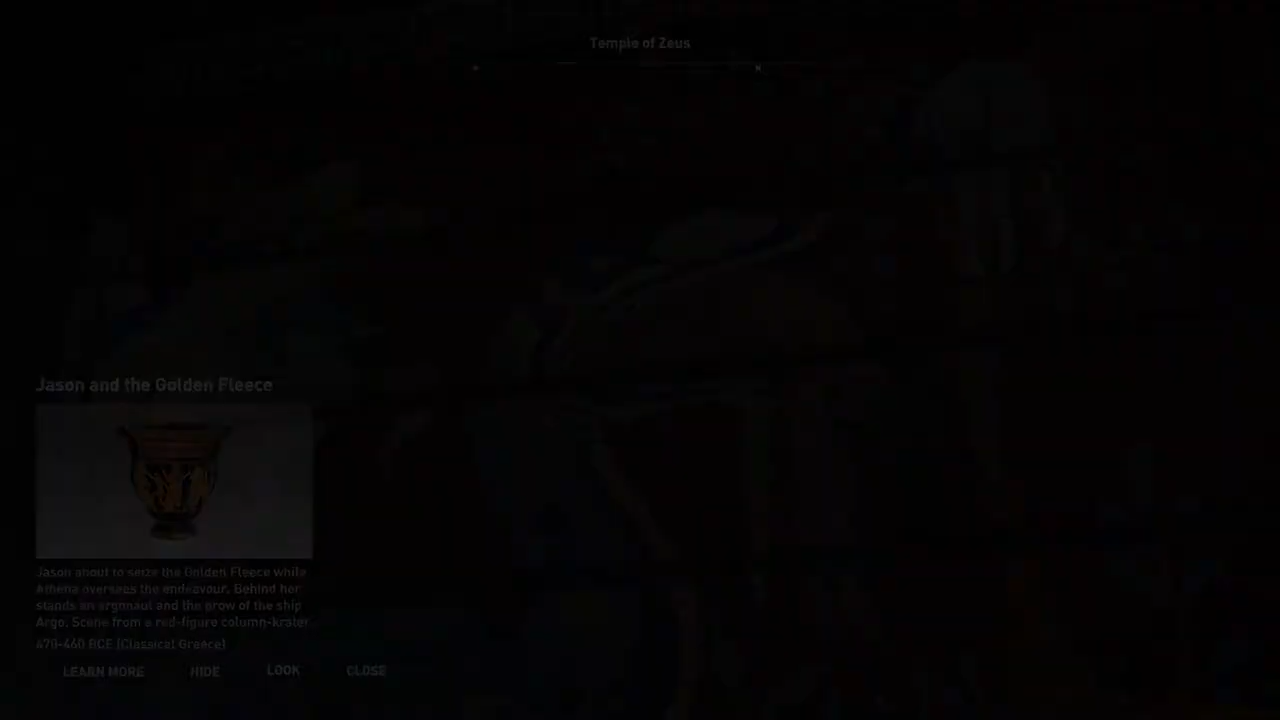 Temple of Zeus
Jason and the Golden Fleece
Jason about to seize the Golden Fleece while
Athena oversees the endeavour. Behind her
stands an argonaut and the prow of the ship
Argo. Scene from a red-figure column-krater.
470-460 BCE (Classical Greece)
LEARN MORE HIDE LOOK CLOSE